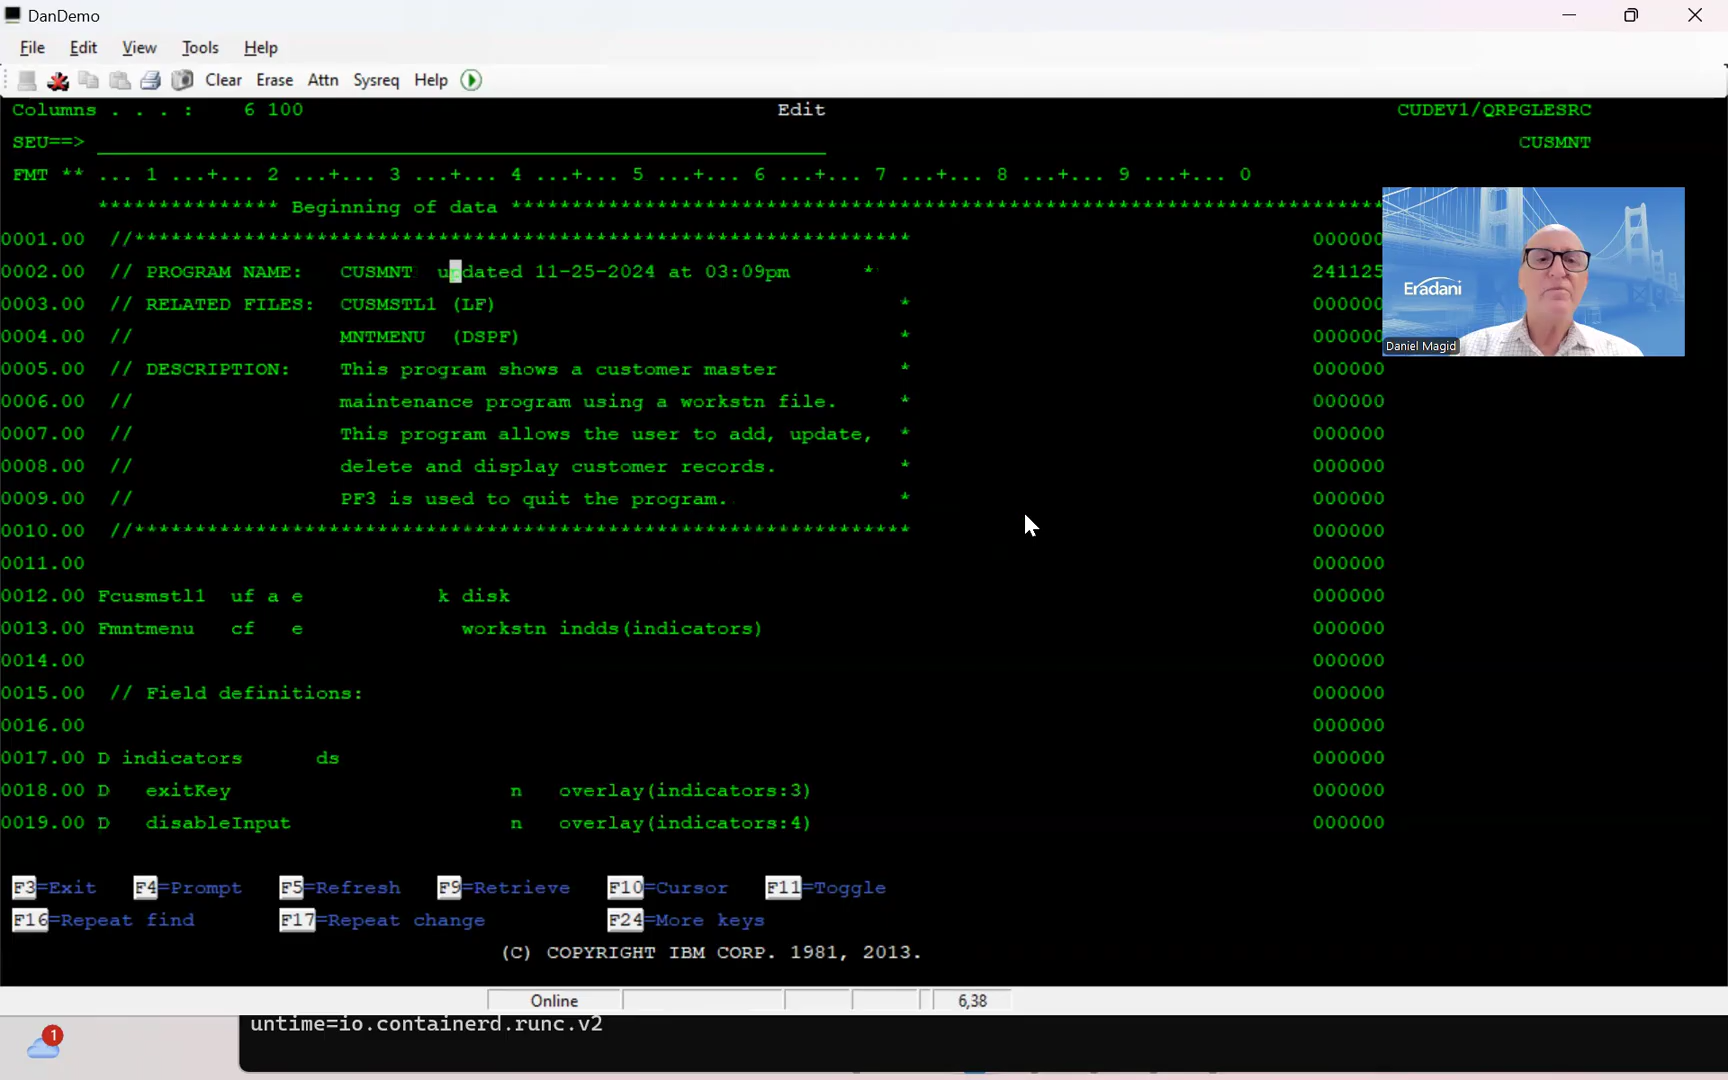 DanDemo
File Edit View Tools Help
Clear Erase Attn Sysreq Help
Columns . . . : 6 100 Edit CUDEV1/QRPGLESRC
SEU==> CUSMNT
FMT ** ... 1 ...+... 2 ...+... 3 ...+... 4 ...+... 5 ...+... 6 ...+... 7 ...+... 8 ...+... 9 ...+... 0
*************** Beginning of data *************************************************************************
0001.00 //**************************************************************** 000000
0002.00 // PROGRAM NAME: CUSMNT updated 11-25-2024 at 03:09pm * 241125
0003.00 // RELATED FILES: CUSMSTL1 (LF) * 000000
0004.00 // MNTMENU (DSPF) * 000000
0005.00 // DESCRIPTION: This program shows a customer master * 000000
0006.00 // maintenance program using a workstn file. * 000000
0007.00 // This program allows the user to add, update, * 000000
0008.00 // delete and display customer records. * 000000
0009.00 // PF3 is used to quit the program. * 000000
0010.00 //**************************************************************** 000000
0011.00 000000
0012.00 Fcusmstl1 uf a e k disk 000000
0013.00 Fmntmenu cf e workstn indds(indicators) 000000
0014.00 000000
0015.00 // Field definitions: 000000
0016.00 000000
0017.00 D indicators ds 000000
0018.00 D exitKey n overlay(indicators:3) 000000
0019.00 D disableInput n overlay(indicators:4) 000000
F3=Exit F4=Prompt F5=Refresh F9=Retrieve F10=Cursor F11=Toggle
F16=Repeat find F17=Repeat change F24=More keys
(C) COPYRIGHT IBM CORP. 1981, 2013.
Online 6,38
untime=io.containerd.runc.v2
1
Eradani
Daniel Magid